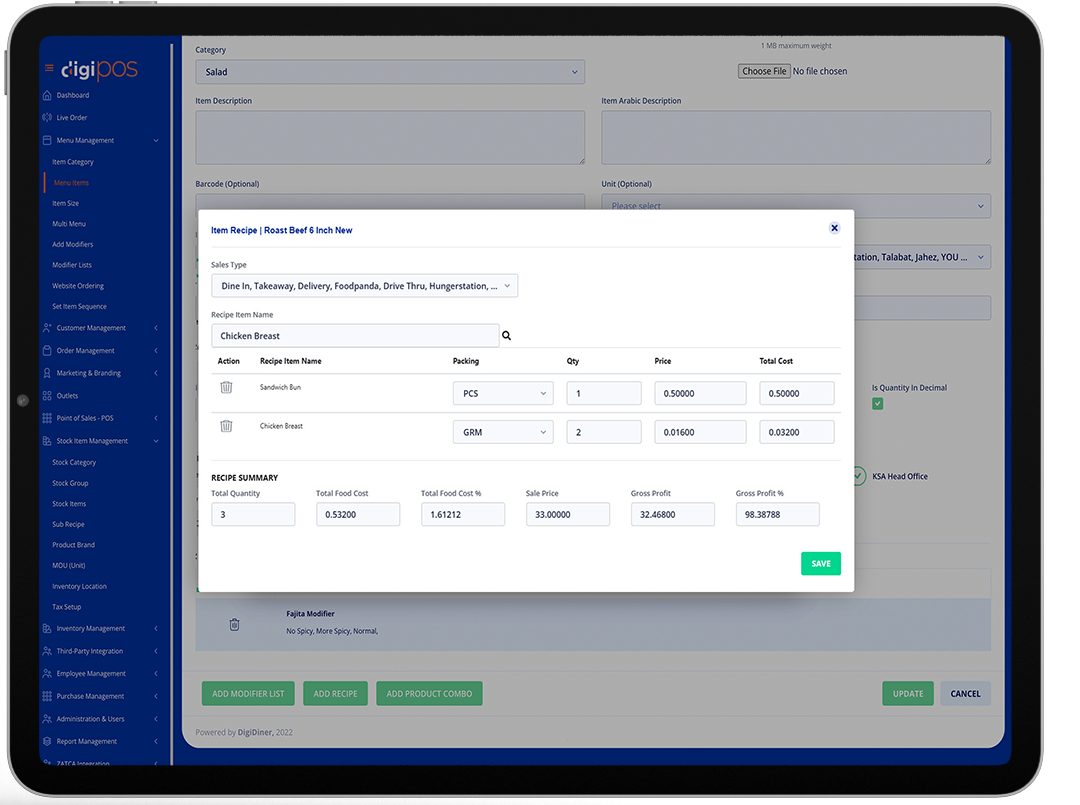 digiPOS
Dashboard
Live Order
Menu Management
Item Category
Menu Items
Item Size
Multi Menu
Add Modifiers
Modifier Lists
Website Ordering
Set Item Sequence
Customer Management
Order Management
Marketing & Branding
Outlets
Point of Sales - POS
Stock Item Management
Stock Category
Stock Group
Stock Items
Sub Recipe
Product Brand
MOU (Unit)
Inventory Location
Tax Setup
Inventory Management
Third-Party Integration
Employee Management
Purchase Management
Administration & Users
Report Management
ZATCA Integration
Category
1 MB maximum weight
Salad
Choose File No file chosen
Item Description Item Arabic Description
Barcode (Optional) Unit (Optional)
Please select
Item Recipe | Roast Beef 6 Inch New
Talabat, Jahez, YOU ...
Sales Type
Dine In, Takeaway, Delivery, Foodpanda, Drive Thru, Hungerstation, ...
Recipe Item Name
Chicken Breast
Action Recipe Item Name Packing Qty Price Total Cost
Sandwich Bun PCS 1 0.50000 0.50000
Chicken Breast GRM 2 0.01600 0.03200
Is Quantity In Decimal
KSA Head Office
RECIPE SUMMARY
Total Quantity Total Food Cost Total Food Cost % Sale Price Gross Profit Gross Profit %
3 0.53200 1.61212 33.00000 32.46800 98.38788
SAVE
Fajita Modifier
No Spicy, More Spicy, Normal,
ADD MODIFIER LIST ADD RECIPE ADD PRODUCT COMBO UPDATE CANCEL
Powered by DigiDiner, 2022